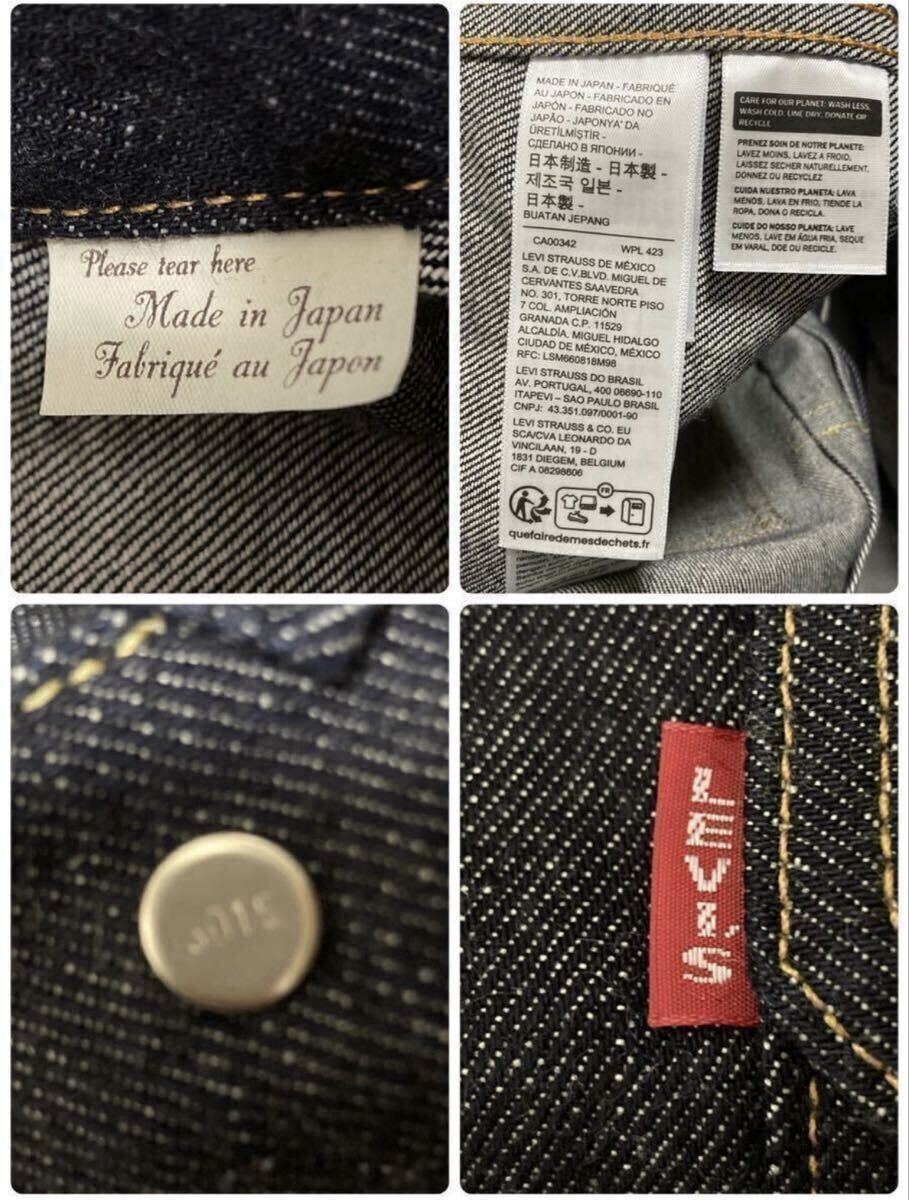 Please tear here
Made in Japan
Fabriqué au Japon
MADE IN JAPAN - FABRIQUÉ
AU JAPON - FABRICADO EN
JAPÓN - FABRICADO NO
JAPÃO - JAPONYA' DA
ÜRETİLMİŞTİR -
СДЕЛАНО В ЯПОНИИ -
日本制造 - 日本製 -
제조국 일본 -
日本製 -
BUATAN JEPANG
CA00342 WPL 423
LEVI STRAUSS DE MÉXICO
S.A. DE C.V.BLVD. MIGUEL DE
CERVANTES SAAVEDRA
NO. 301, TORRE NORTE PISO
7 COL. AMPLIACIÓN
GRANADA C.P. 11529
ALCALDÍA. MIGUEL HIDALGO
CIUDAD DE MÉXICO, MÉXICO
RFC: LSM660818M98
LEVI STRAUSS DO BRASIL
AV. PORTUGAL, 400 06690-110
ITAPEVI – SAO PAULO BRASIL
CNPJ: 43.351.097/0001-90
LEVI STRAUSS & CO. EU
SCA/CVA LEONARDO DA
VINCILAAN, 19 - D
1831 DIEGEM, BELGIUM
CIF A 08298606
FR
quefairedemesdechets.fr
CARE FOR OUR PLANET: WASH LESS,
WASH COLD, LINE DRY, DONATE OR
RECYCLE
PRENEZ SOIN DE NOTRE PLANETE:
LAVEZ MOINS, LAVEZ A FROID,
LAISSEZ SECHER NATURELLEMENT,
DONNEZ OU RECYCLEZ
CUIDA NUESTRO PLANETA: LAVA
MENOS, LAVA EN FRIO, TIENDE LA
ROPA, DONA O RECICLA.
CUIDE DO NOSSO PLANETA: LAVE
MENOS, LAVE EM ÁGUA FRIA, SEQUE
EM VARAL, DOE OU RECICLE.
LEVI'S